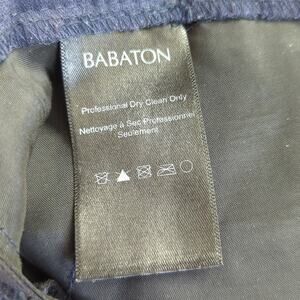 BABATON
Professional Dry Clean Only
Nettoyage à Sec Professionnel
Seulement